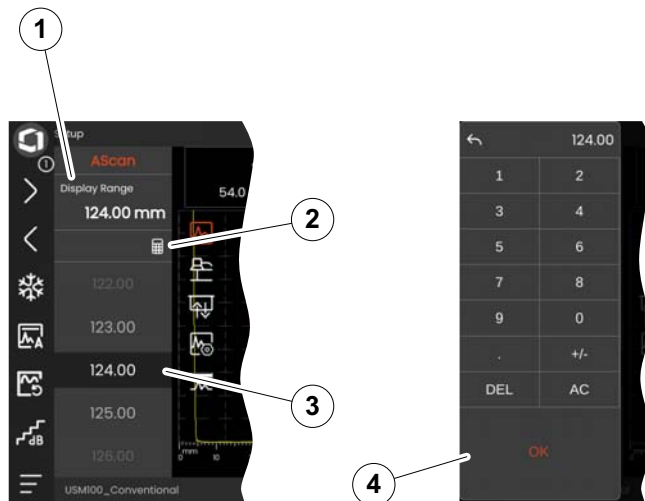 1
Setup
1
AScan
Display Range
124.00 mm
54.0
2
122.00
123.00
124.00
3
125.00
126.00
mm
10
A
dB
USM100_Conventional
124.00
1 2
3 4
5 6
7 8
9 0
. +/-
DEL AC
OK
4